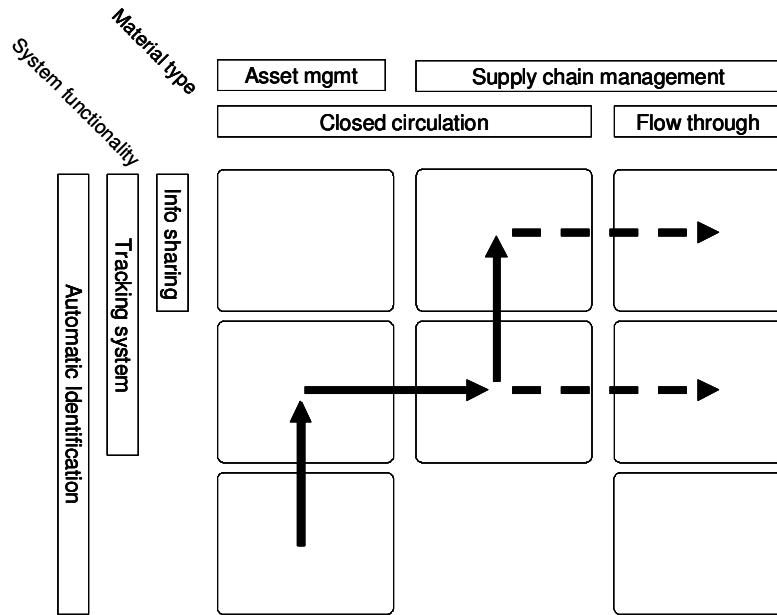 Material type
System functionality
Asset mgmt
Supply chain management
Closed circulation
Flow through
Info sharing
Tracking system
Automatic Identification